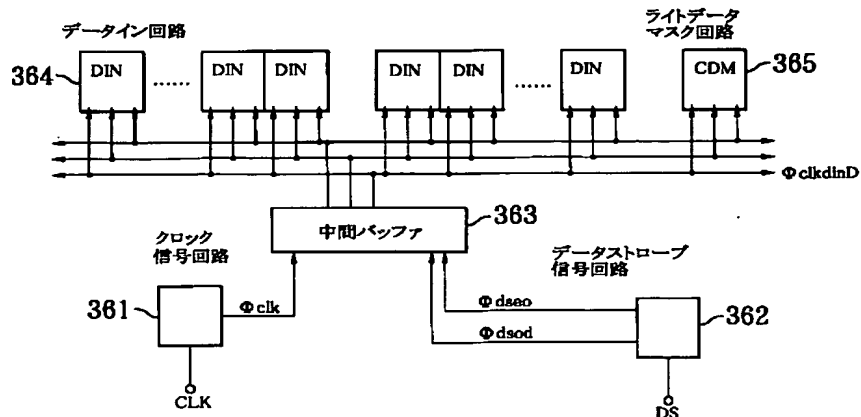 データイン回路
ライトデータ
マスク回路
364
DIN
......
DIN
DIN
DIN
DIN
......
DIN
CDM
365
ΦclkdinD
中間バッファ
363
クロック
信号回路
データストローブ
信号回路
361
Φclk
Φdseo
Φdsod
362
CLK
DS